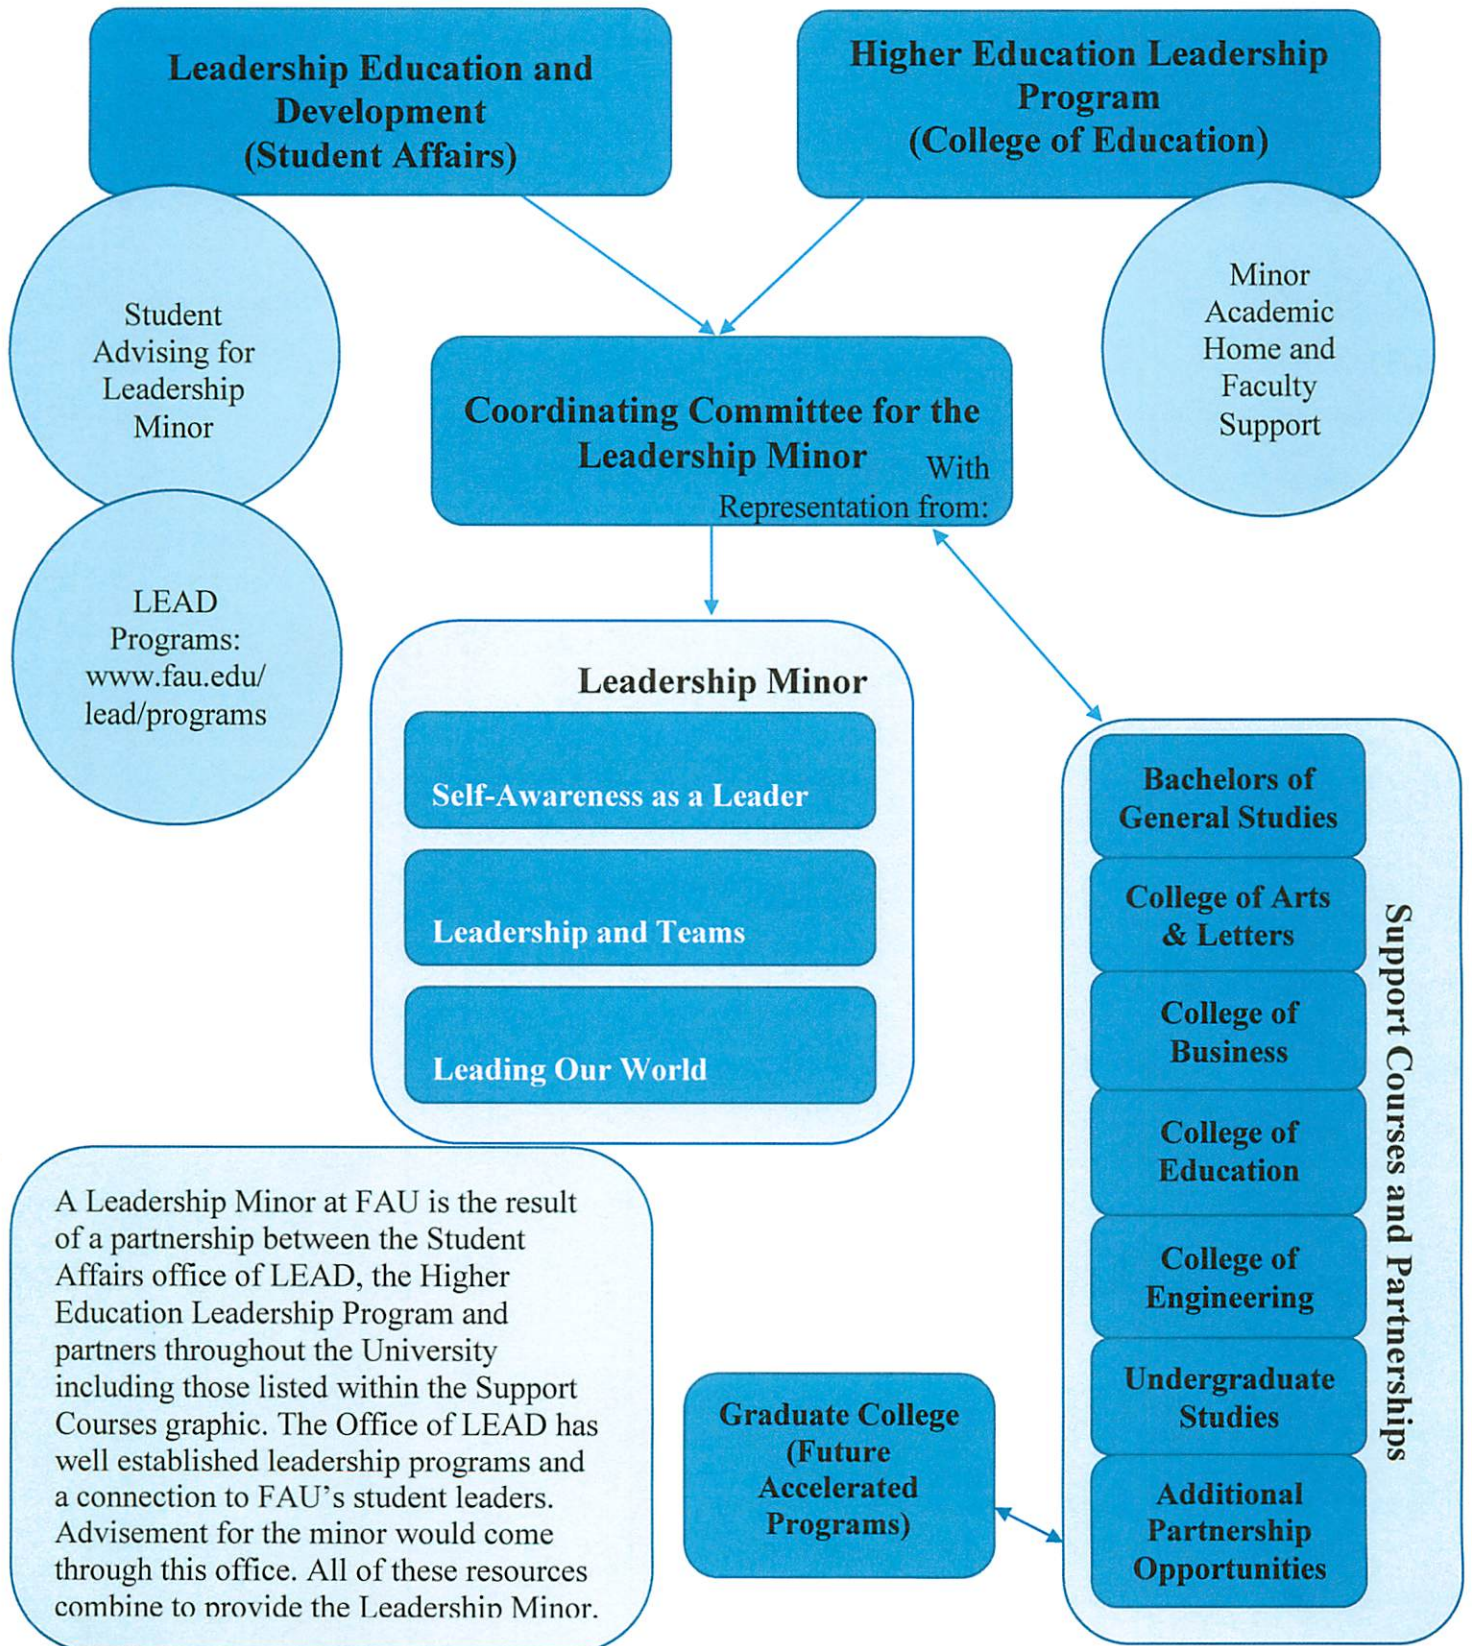 Leadership Education and
Development
(Student Affairs)
Higher Education Leadership
Program
(College of Education)
Student
Advising for
Leadership
Minor
Minor
Academic
Home and
Faculty
Support
Coordinating Committee for the
Leadership Minor With
Representation from:
LEAD
Programs:
www.fau.edu/
lead/programs
Leadership Minor
Self-Awareness as a Leader
Leadership and Teams
Leading Our World
Bachelors of
General Studies
College of Arts
& Letters
College of
Business
College of
Education
College of
Engineering
Undergraduate
Studies
Additional
Partnership
Opportunities
Support Courses and Partnerships
Graduate College
(Future
Accelerated
Programs)
A Leadership Minor at FAU is the result
of a partnership between the Student
Affairs office of LEAD, the Higher
Education Leadership Program and
partners throughout the University
including those listed within the Support
Courses graphic. The Office of LEAD has
well established leadership programs and
a connection to FAU's student leaders.
Advisement for the minor would come
through this office. All of these resources
combine to provide the Leadership Minor.